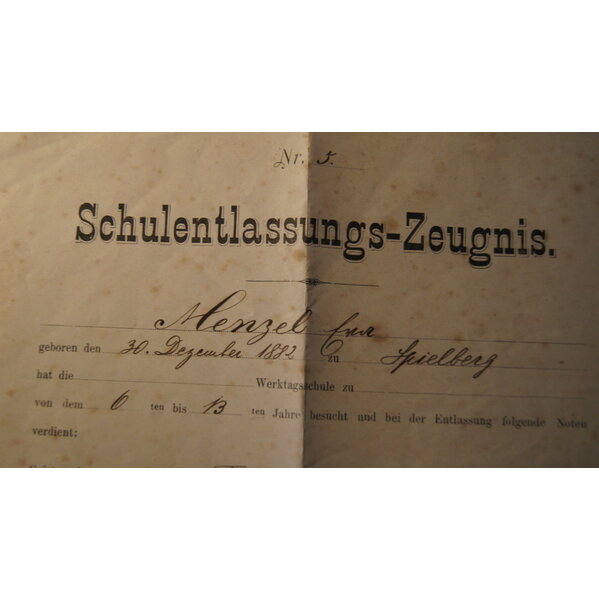 Nr. 5.
Schulentlassungs-Zeugnis.
Menzel Eva
geboren den 30. Dezember 1882 zu Spielberg
hat die Werktagsschule zu
von dem 6 ten bis 13 ten Jahre besucht und bei der Entlassung folgende Noten
verdient: